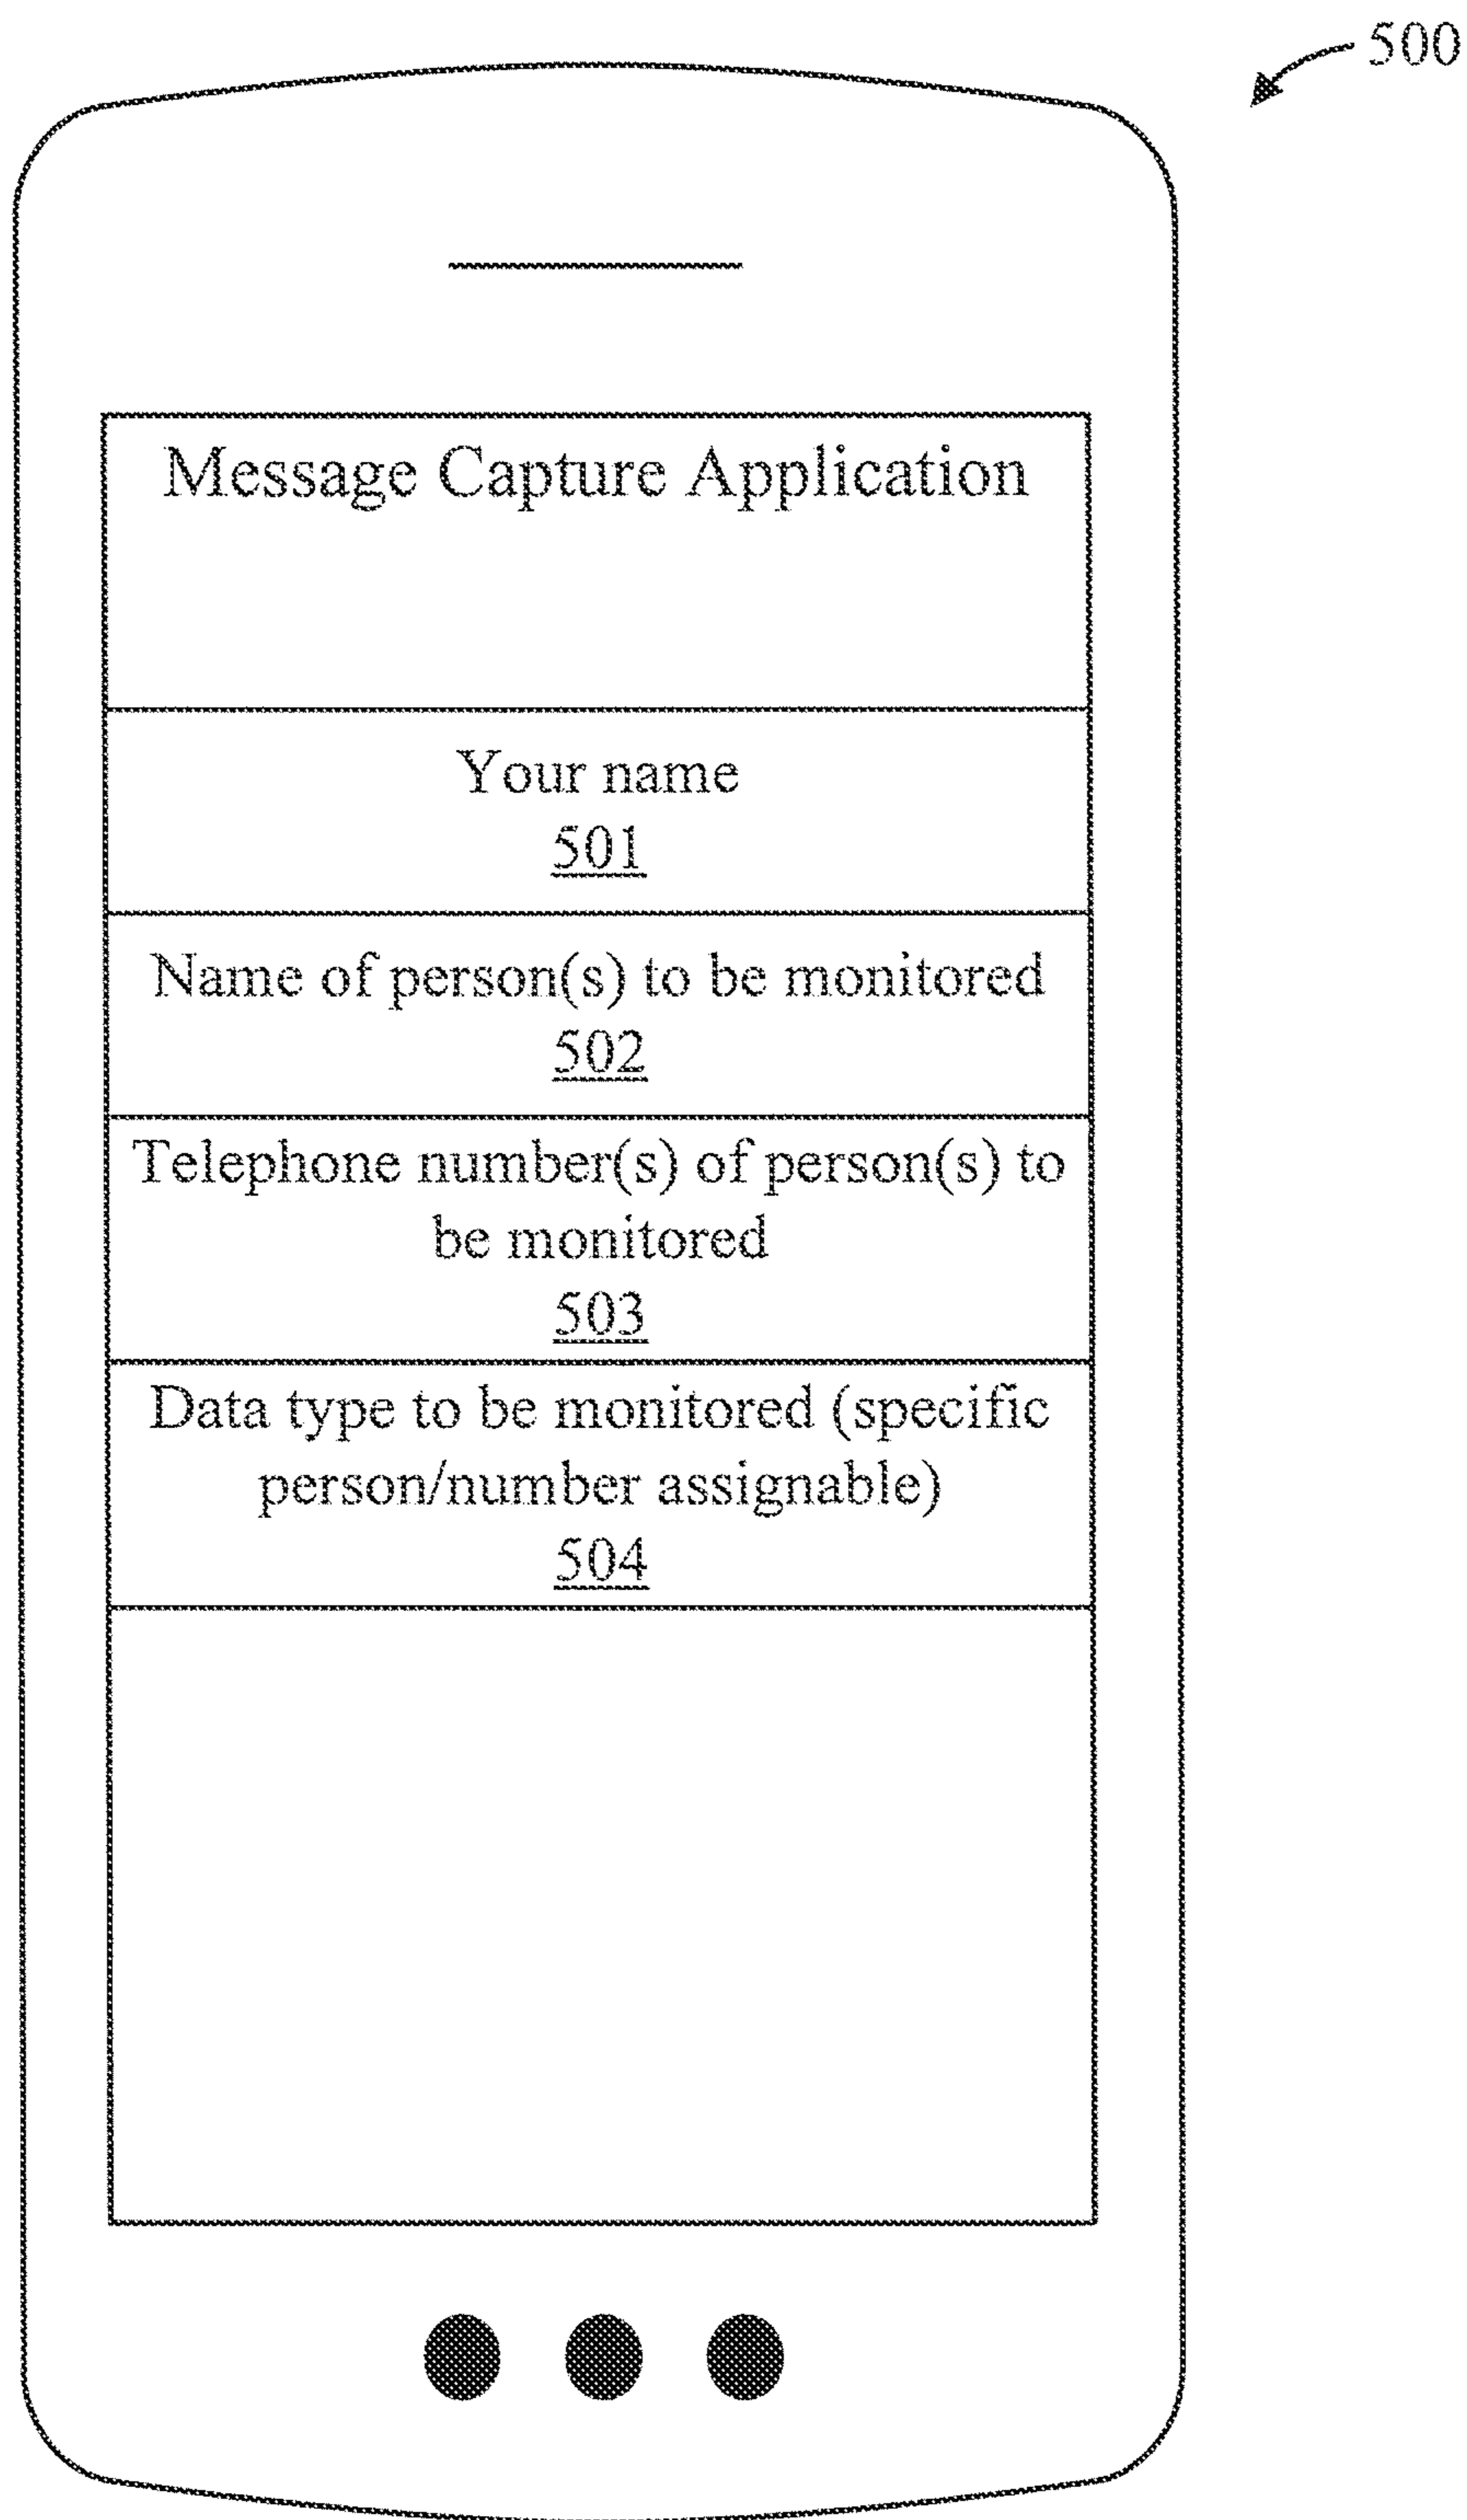 500
Message Capture Application
Your name
501
Name of person(s) to be monitored
502
Telephone number(s) of person(s) to
be monitored
503
Data type to be monitored (specific
person/number assignable)
504